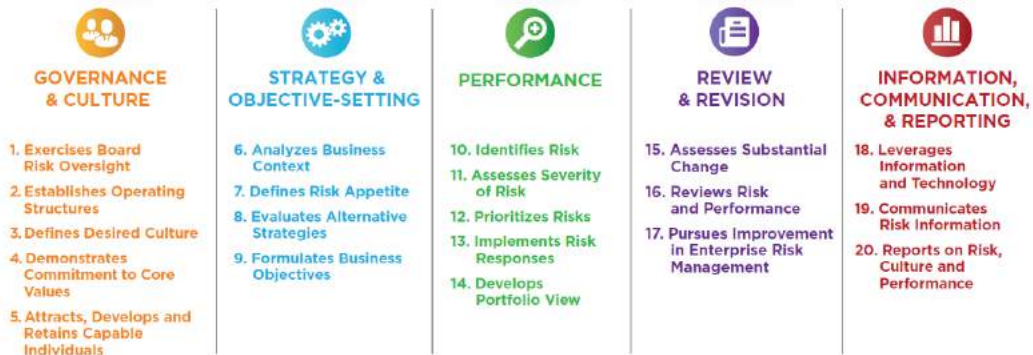 GOVERNANCE
& CULTURE
1. Exercises Board
Risk Oversight
2. Establishes Operating
Structures
3. Defines Desired Culture
4. Demonstrates
Commitment to Core
Values
5. Attracts, Develops and
Retains Capable
Individuals
STRATEGY &
OBJECTIVE-SETTING
6. Analyzes Business
Context
7. Defines Risk Appetite
8. Evaluates Alternative
Strategies
9. Formulates Business
Objectives
PERFORMANCE
10. Identifies Risk
11. Assesses Severity
of Risk
12. Prioritizes Risks
13. Implements Risk
Responses
14. Develops
Portfolio View
REVIEW
& REVISION
15. Assesses Substantial
Change
16. Reviews Risk
and Performance
17. Pursues Improvement
in Enterprise Risk
Management
INFORMATION,
COMMUNICATION,
& REPORTING
18. Leverages
Information
and Technology
19. Communicates
Risk Information
20. Reports on Risk,
Culture and
Performance